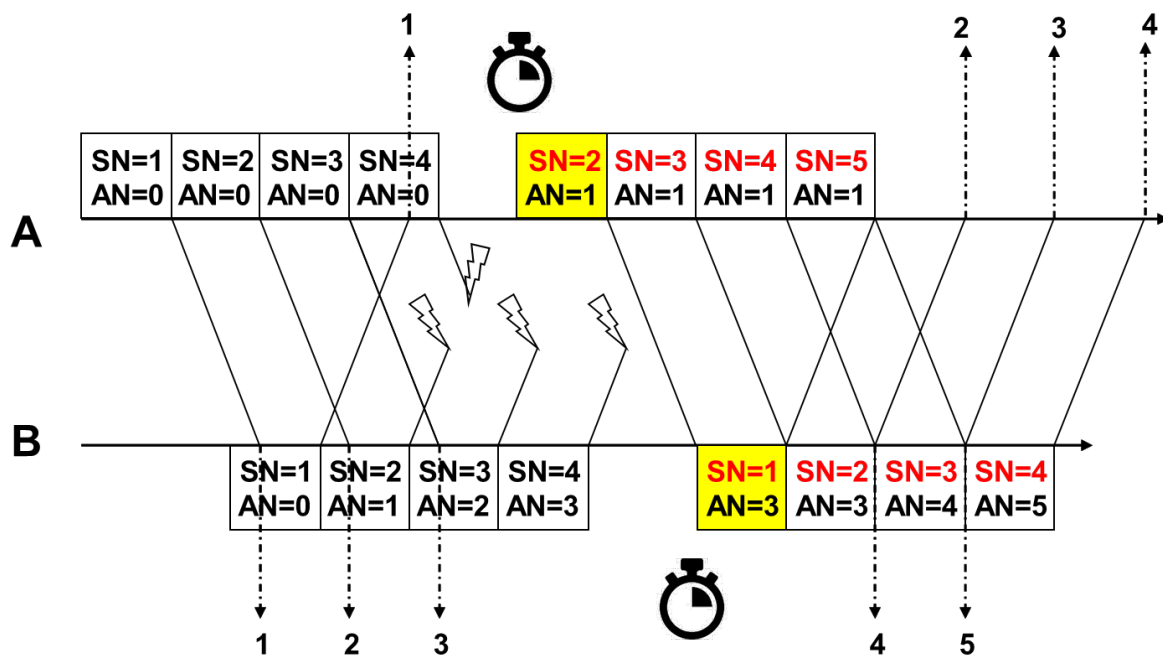 1
2
3
4
SN=1 SN=2 SN=3 SN=4 SN=2 SN=3 SN=4 SN=5
AN=0 AN=0 AN=0 AN=0 AN=1 AN=1 AN=1 AN=1
A
B
SN=1 SN=2 SN=3 SN=4 SN=1 SN=2 SN=3 SN=4
AN=0 AN=1 AN=2 AN=3 AN=3 AN=3 AN=4 AN=5
1
2
3
4
5